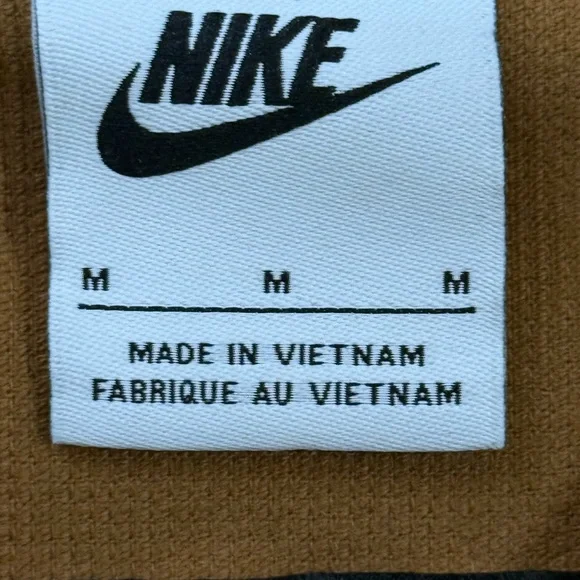 NIKE
M M M
MADE IN VIETNAM
FABRIQUE AU VIETNAM